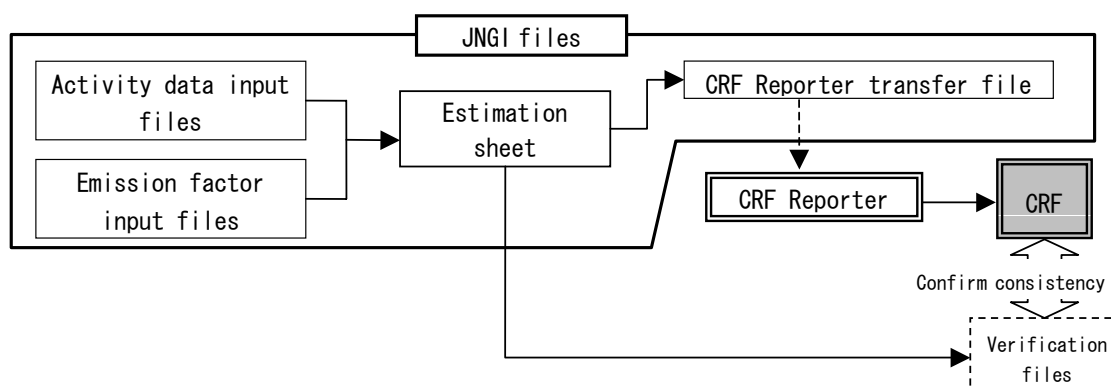 JNGI files
Activity data input
files
Emission factor
input files
Estimation
sheet
CRF Reporter transfer file
CRF Reporter
CRF
Confirm consistency
Verification
files